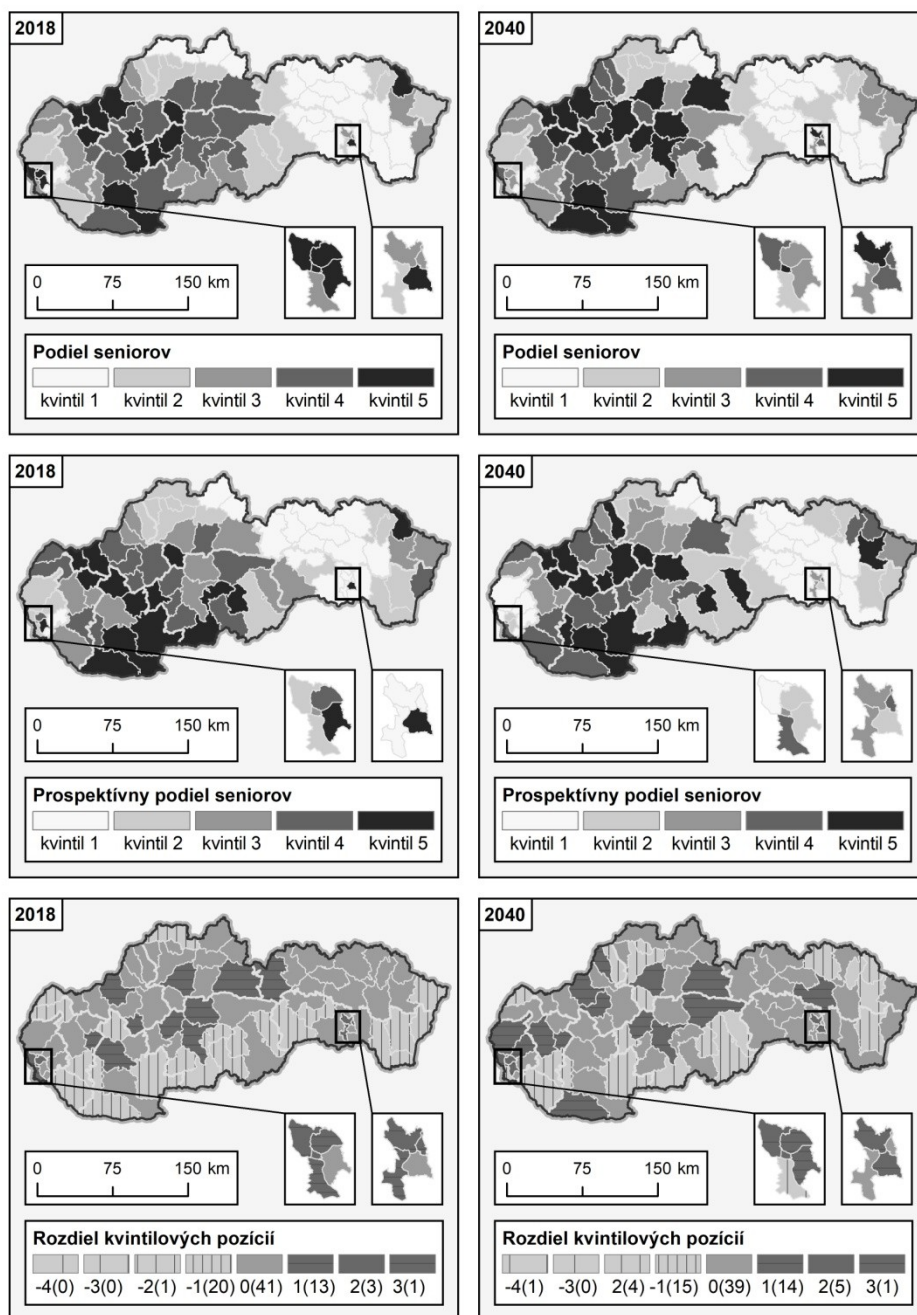 2018
0 75 150 km
Podiel seniorov
kvintil 1 kvintil 2 kvintil 3 kvintil 4 kvintil 5
2040
0 75 150 km
Podiel seniorov
kvintil 1 kvintil 2 kvintil 3 kvintil 4 kvintil 5
2018
0 75 150 km
Prospektívny podiel seniorov
kvintil 1 kvintil 2 kvintil 3 kvintil 4 kvintil 5
2040
0 75 150 km
Prospektívny podiel seniorov
kvintil 1 kvintil 2 kvintil 3 kvintil 4 kvintil 5
2018
0 75 150 km
Rozdiel kvintilových pozícií
-4(0) -3(0) -2(1) -1(20) 0(41) 1(13) 2(3) 3(1)
2040
0 75 150 km
Rozdiel kvintilových pozícií
-4(1) -3(0) 2(4) -1(15) 0(39) 1(14) 2(5) 3(1)